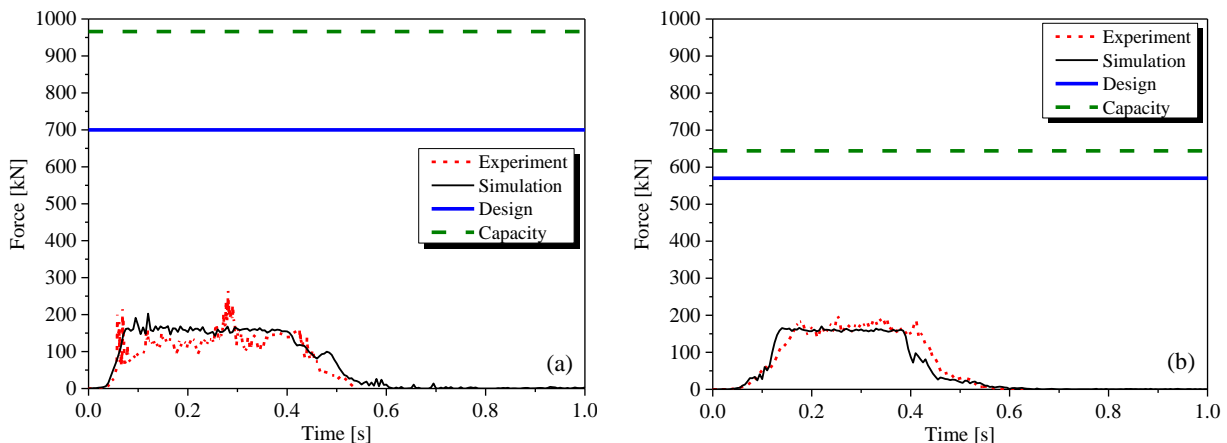 1000
900
800
700
600
500
400
300
200
100
0
Force [kN]
Experiment
Simulation
Design
Capacity
(a)
0.0 0.2 0.4 0.6 0.8 1.0
Time [s]
1000
900
800
700
600
500
400
300
200
100
0
Force [kN]
Experiment
Simulation
Design
Capacity
(b)
0.0 0.2 0.4 0.6 0.8 1.0
Time [s]